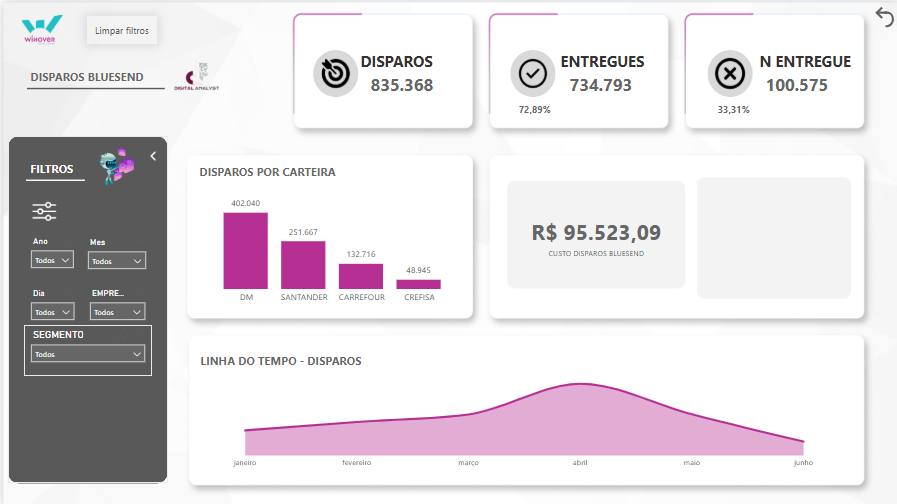 WINOVER
Limpar filtros
DISPAROS BLUESEND
DIGITAL ANALYST
DISPAROS
835.368
ENTREGUES
734.793
72,89%
N ENTREGUE
100.575
33,31%
FILTROS
Ano
Mes
Todos
Todos
Dia
EMPRE...
Todos
Todos
SEGMENTO
Todos
DISPAROS POR CARTEIRA
402.040
251.667
132.716
48.945
DM
SANTANDER
CARREFOUR
CREFISA
R$ 95.523,09
CUSTO DISPAROS BLUESEND
LINHA DO TEMPO - DISPAROS
janeiro
fevereiro
março
abril
maio
junho